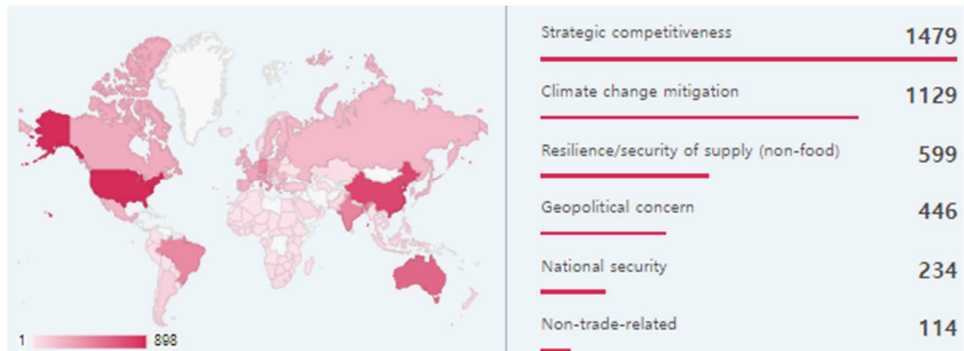 Strategic competitiveness 1479
Climate change mitigation 1129
Resilience/security of supply (non-food) 599
Geopolitical concern 446
National security 234
Non-trade-related 114
1 898